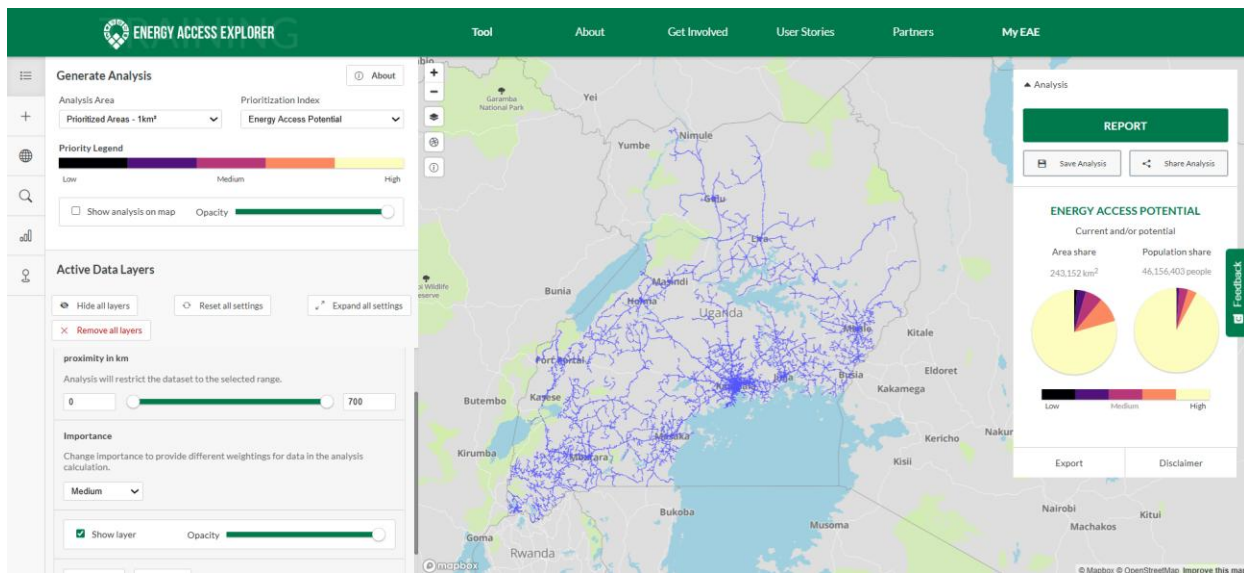 TRAINING
ENERGY ACCESS EXPLORER
Tool
About
Get Involved
User Stories
Partners
My EAE
Generate Analysis
About
Analysis Area
Prioritization Index
Prioritized Areas - 1km²
Energy Access Potential
Priority Legend
Low
Medium
High
Show analysis on map
Opacity
Active Data Layers
Hide all layers
Reset all settings
Expand all settings
Remove all layers
proximity in km
Analysis will restrict the dataset to the selected range.
0
700
Importance
Change importance to provide different weightings for data in the analysis
calculation.
Medium
Show layer
Opacity
Garamba
National Park
Yei
Yumbe
Nimule
Gulu
Lira
Bunia
Masindi
Hoima
Uganda
Mbale
Kitale
Fort Portal
Eldoret
Butembo
Kasese
Jinja
Busia
Kakamega
Kirumba
Masaka
Mbarara
Kericho
Kisii
Bukoba
Goma
Rwanda
Musoma
Nairobi
Machakos
Kitui
mapbox
© Mapbox © OpenStreetMap Improve this map
Analysis
REPORT
Save Analysis
Share Analysis
ENERGY ACCESS POTENTIAL
Current and/or potential
Area share
Population share
243,152 km²
46,156,403 people
Low
Medium
High
Export
Disclaimer
Feedback